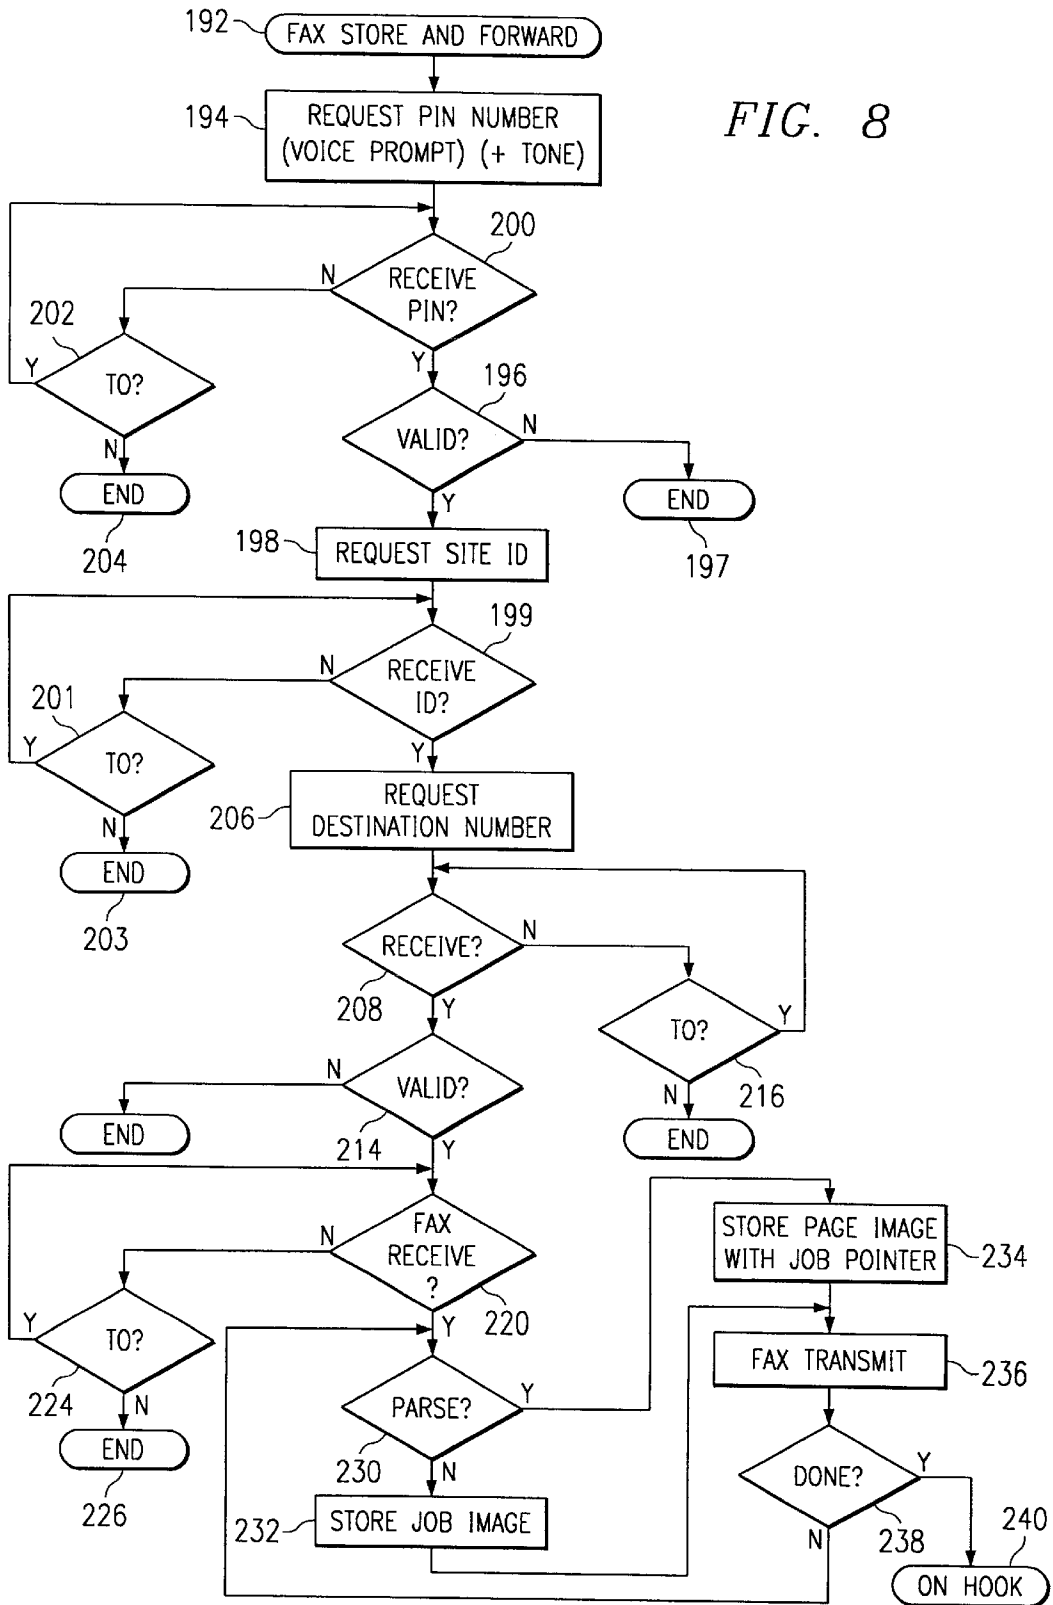 192
FAX STORE AND FORWARD
FIG. 8
194
REQUEST PIN NUMBER
(VOICE PROMPT) (+ TONE)
200
N
RECEIVE
PIN?
202
Y
TO?
Y
196
VALID?
N
N
END
204
Y
END
197
198
REQUEST SITE ID
199
N
RECEIVE
ID?
201
Y
TO?
Y
N
206
REQUEST
DESTINATION NUMBER
END
203
RECEIVE?
N
208
Y
TO?
Y
216
N
END
N
VALID?
END
214
Y
FAX
RECEIVE
?
N
220
Y
STORE PAGE IMAGE
WITH JOB POINTER
234
Y
TO?
224
N
END
226
FAX TRANSMIT
236
PARSE?
Y
230
N
DONE?
Y
238
N
232
STORE JOB IMAGE
240
ON HOOK